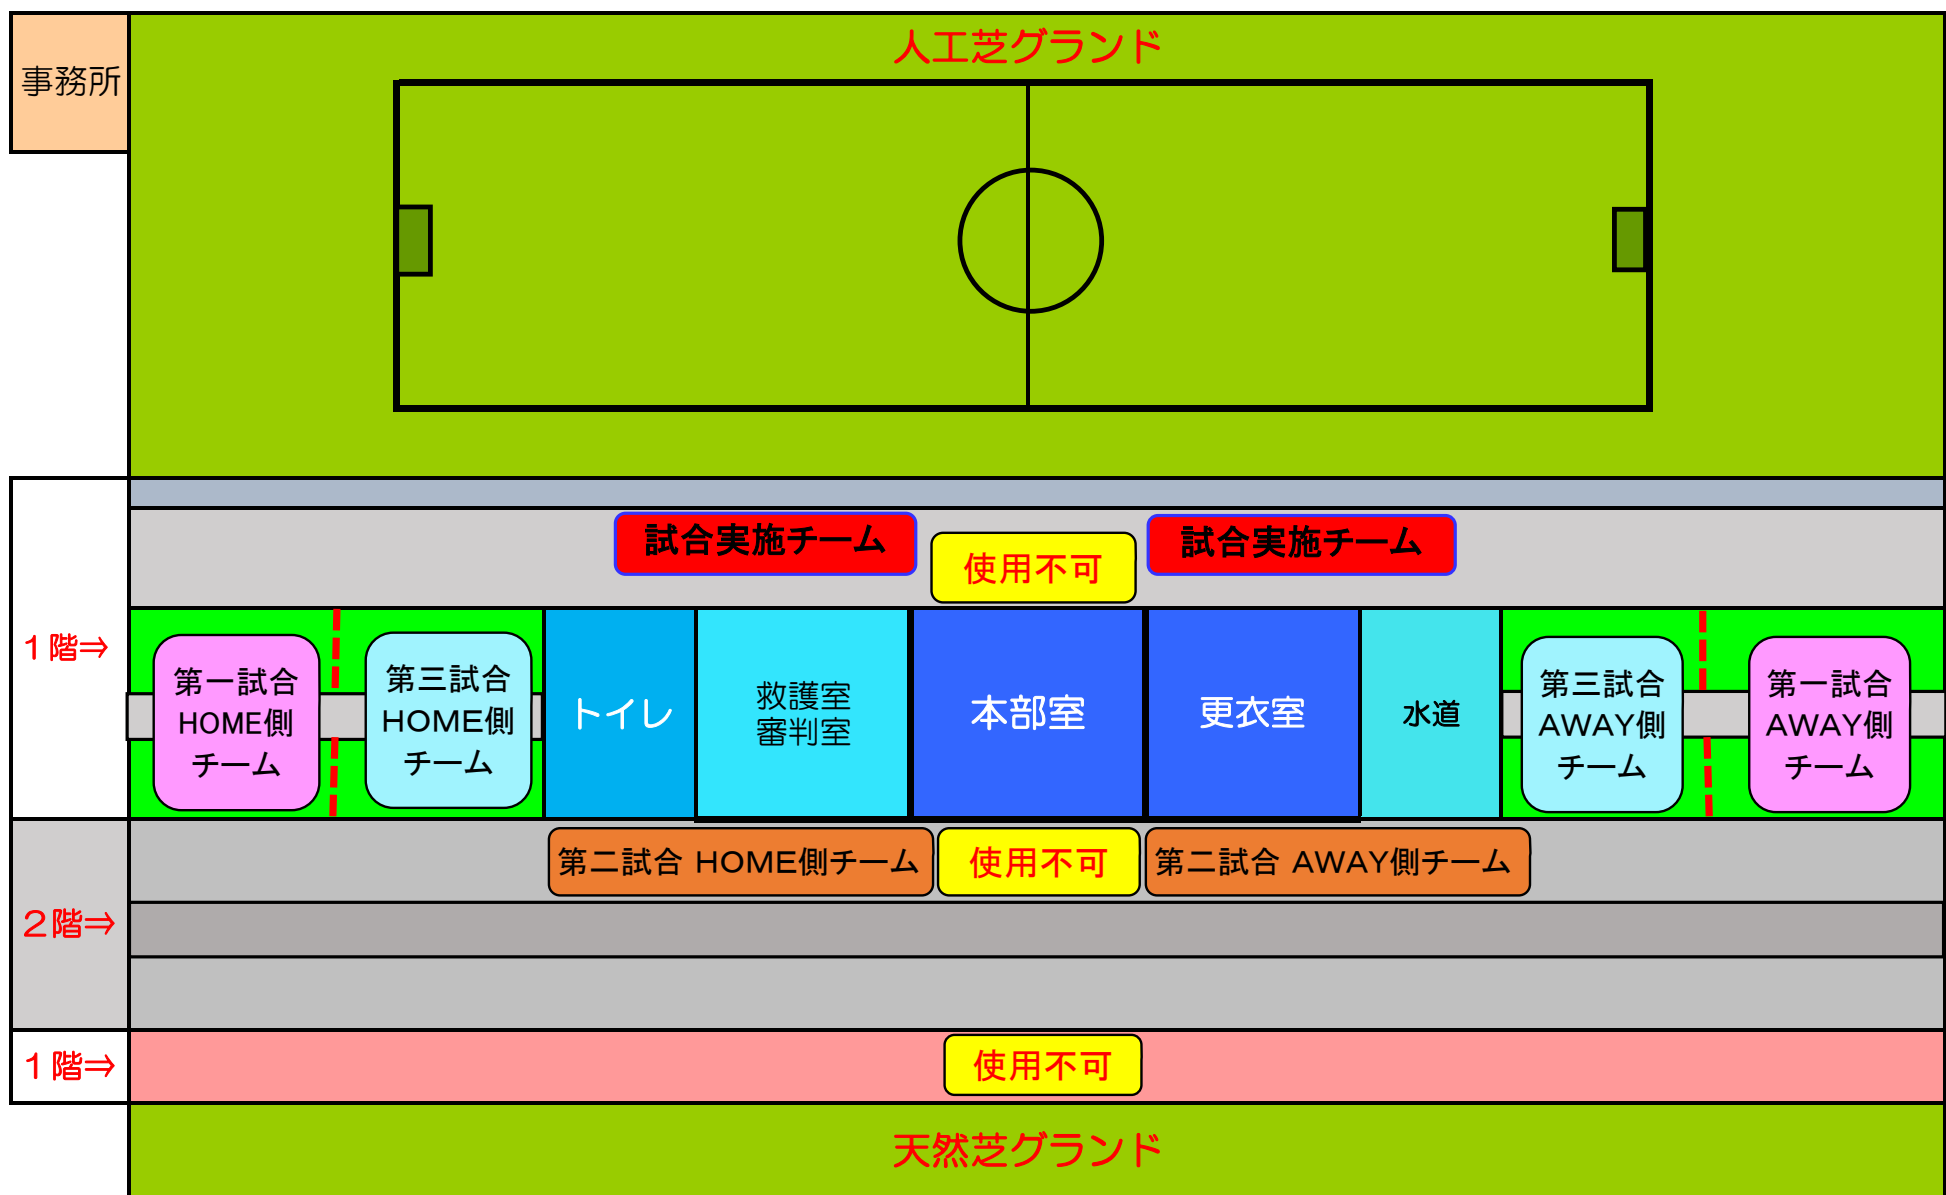 人工芝グランド
事務所
試合実施チーム
使用不可
試合実施チーム
1階⇒
第一試合
HOME側
チーム
第三試合
HOME側
チーム
トイレ
救護室
審判室
本部室
更衣室
水道
第三試合
AWAY側
チーム
第一試合
AWAY側
チーム
第二試合 HOME側チーム
使用不可
第二試合 AWAY側チーム
2階⇒
1階⇒
使用不可
天然芝グランド